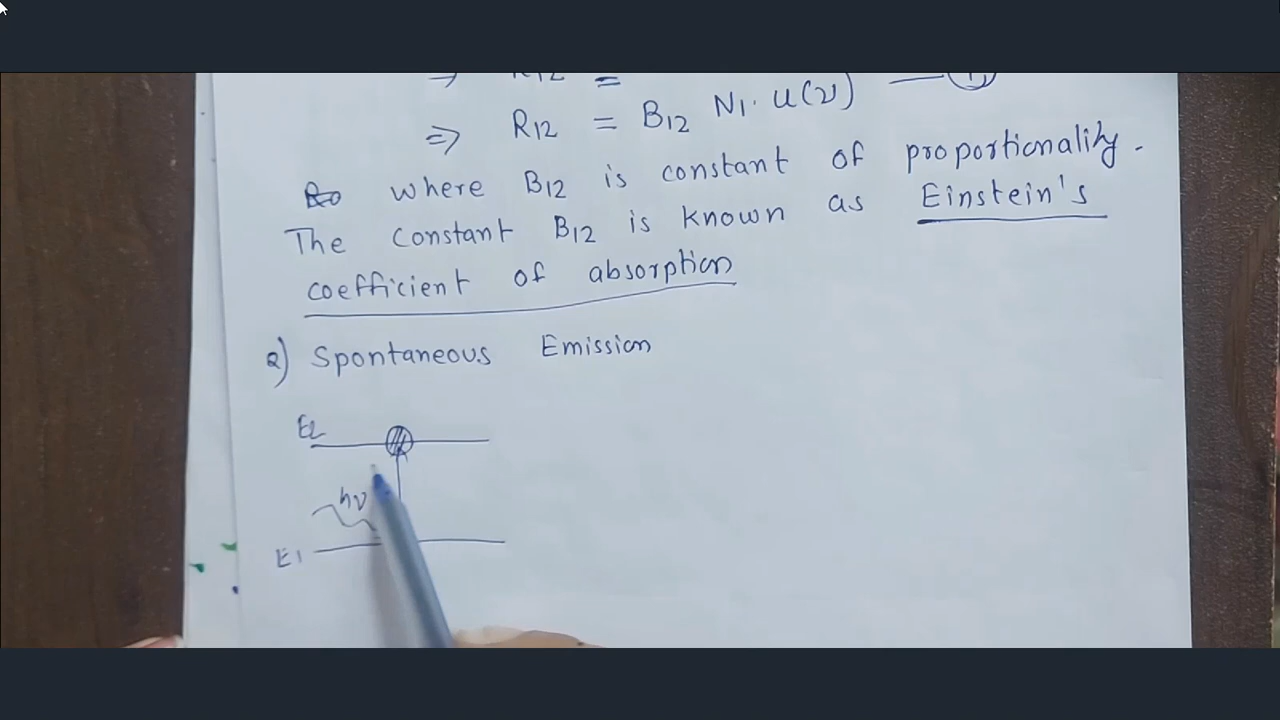 ⇒ R12 =
⇒ R12 = B12 N1. u(ν)
where B12 is constant of proportionality.
The constant B12 is known as Einstein's
coefficient of absorption
2) Spontaneous Emission
E2
hν
E1